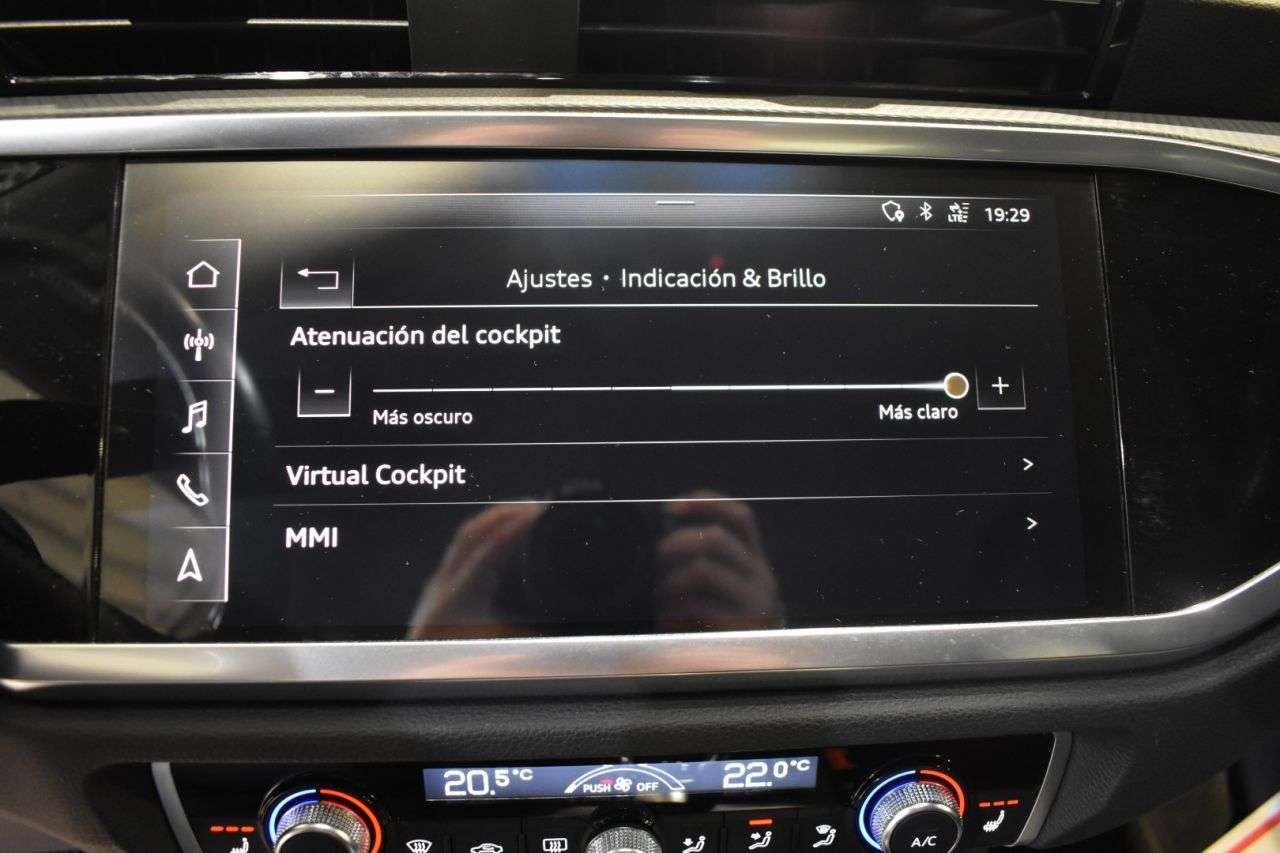 LTE 19:29
Ajustes • Indicación & Brillo
Atenuación del cockpit
− +
Más oscuro Más claro
Virtual Cockpit >
MMI >
20.5°C PUSH OFF 22.0°C
A/C